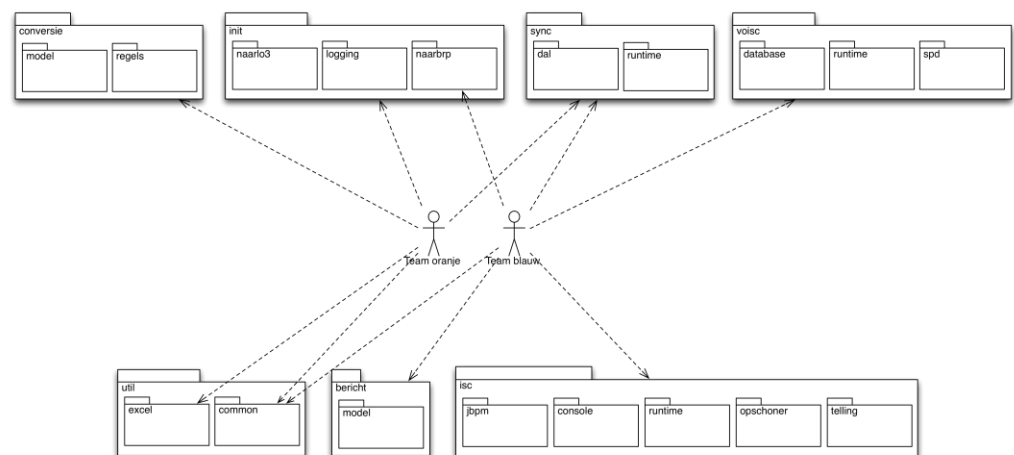 conversie
model
regels
init
naarlo3
logging
naarbrp
sync
dal
runtime
voisc
database
runtime
spd
Team oranje
Team blauw
util
excel
common
bericht
model
isc
jbpm
console
runtime
opschoner
telling